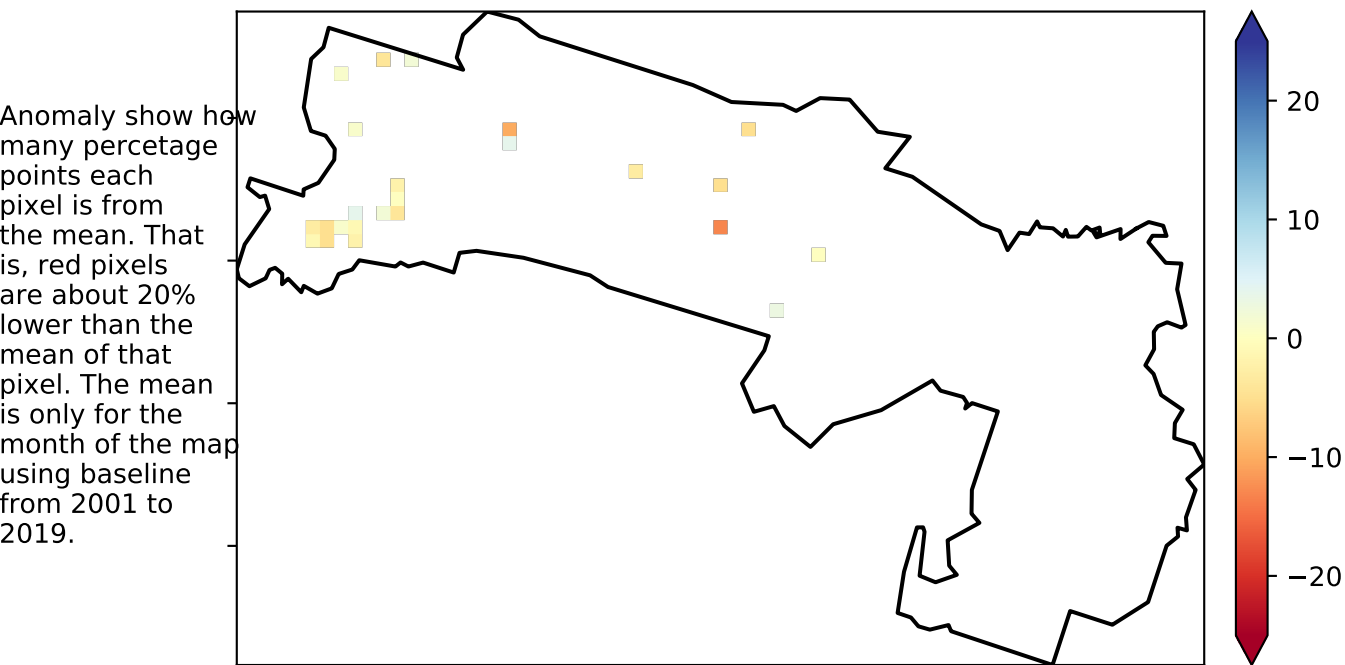 Anomaly show how
many percetage
points each
pixel is from
the mean. That
is, red pixels
are about 20%
lower than the
mean of that
pixel. The mean
is only for the
month of the map
using baseline
from 2001 to
2019.
20
10
0
−10
−20